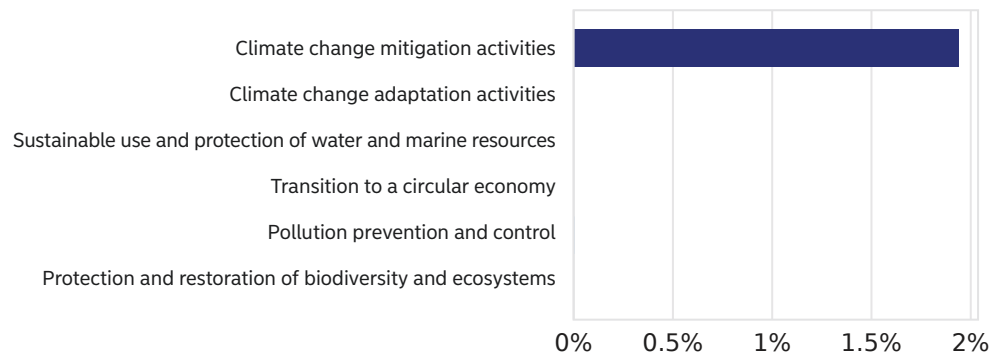 Climate change mitigation activities
Climate change adaptation activities
Sustainable use and protection of water and marine resources
Transition to a circular economy
Pollution prevention and control
Protection and restoration of biodiversity and ecosystems
0% 0.5% 1% 1.5% 2%